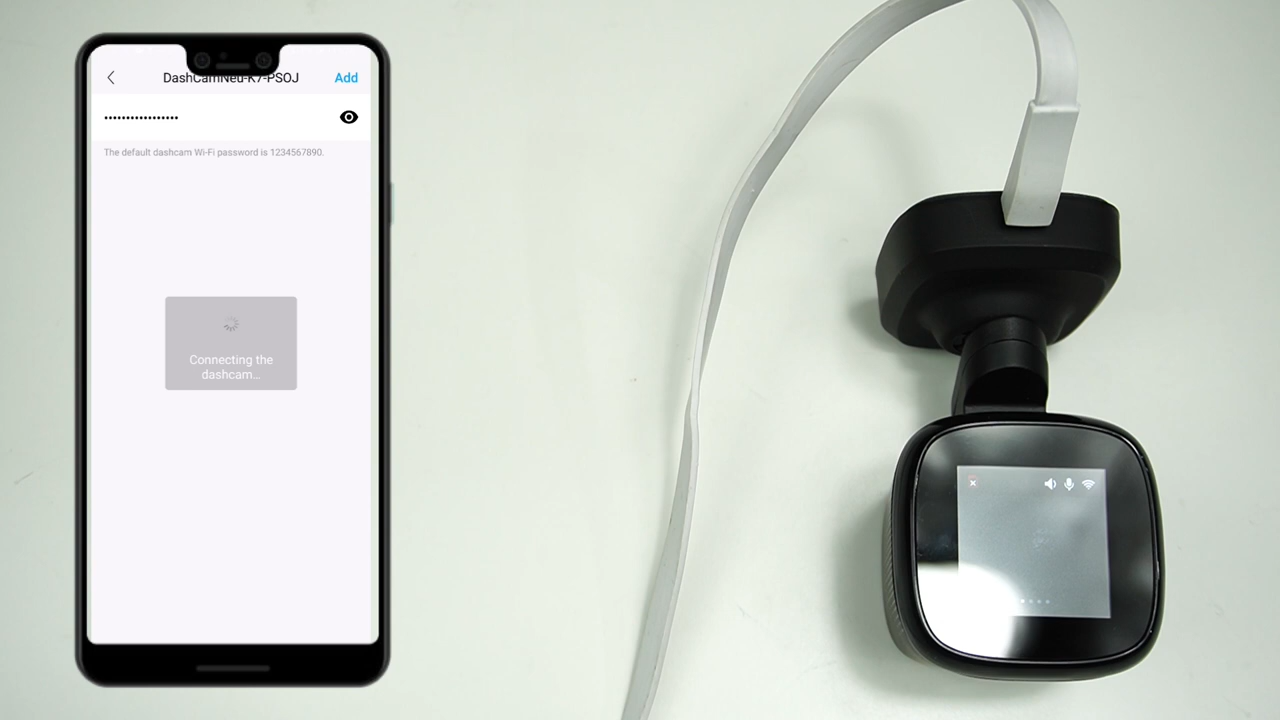 DashCamNeu-K7-PSOJ
Add
•••••••••••••••••
The default dashcam Wi-Fi password is 1234567890.
Connecting the
dashcam...